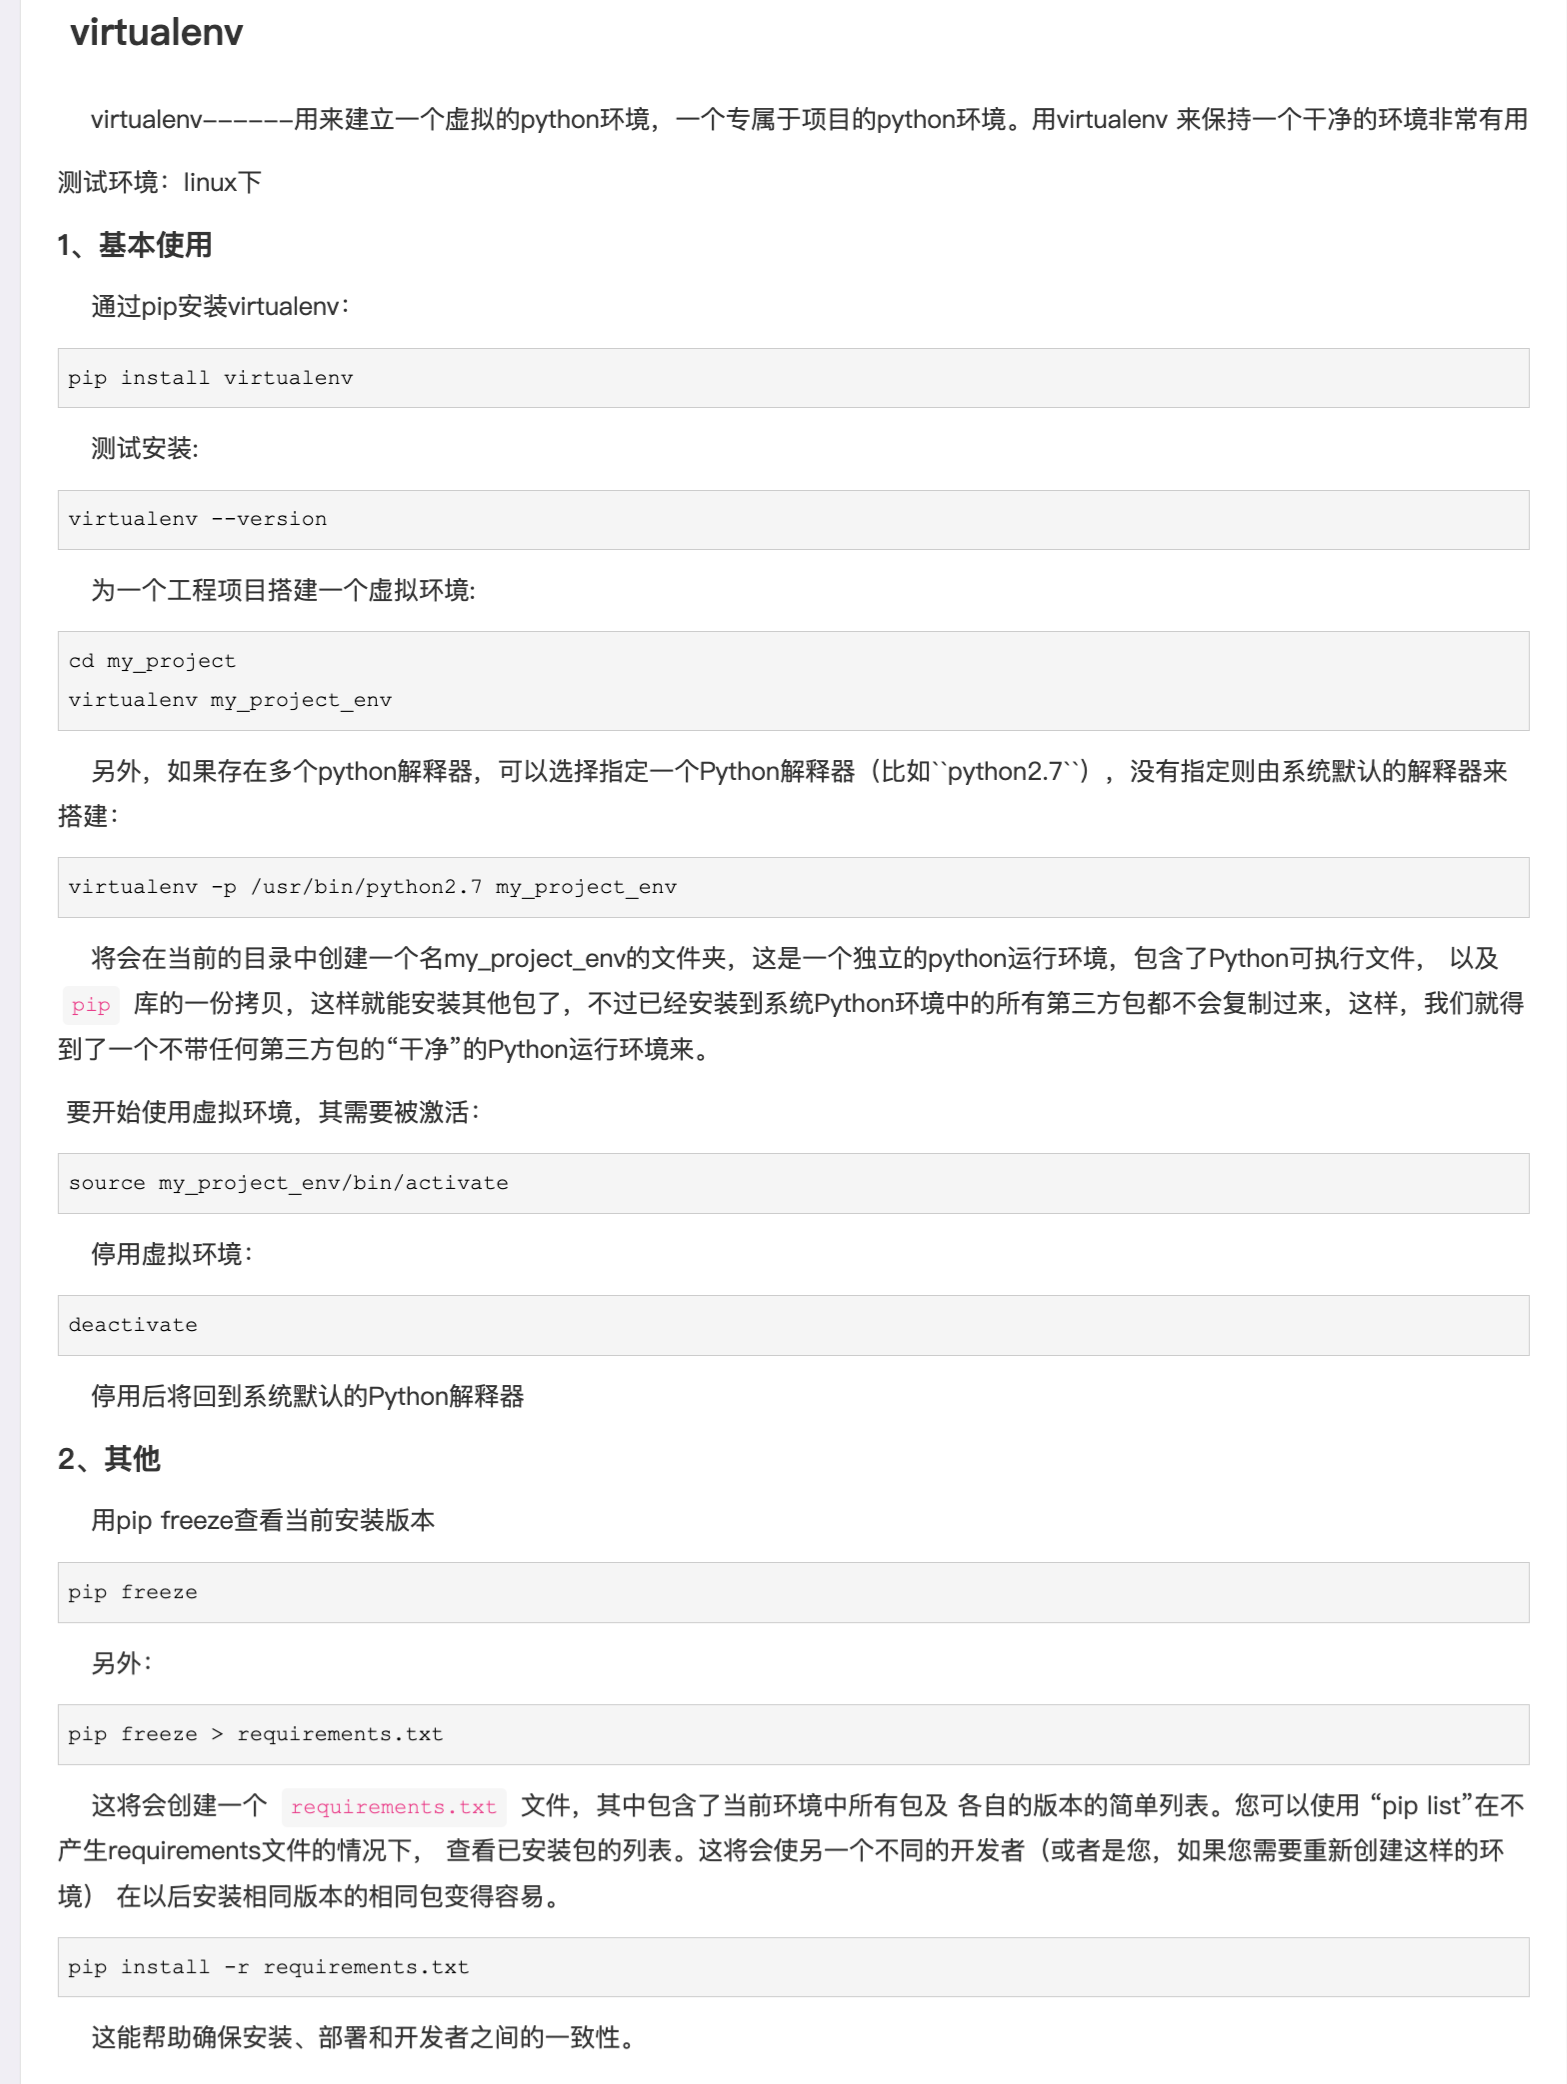 virtualenv
virtualenv------用来建立一个虚拟的python环境，一个专属于项目的python环境。用virtualenv 来保持一个干净的环境非常有用
测试环境：linux下
1、基本使用
通过pip安装virtualenv：
pip install virtualenv
测试安装:
virtualenv --version
为一个工程项目搭建一个虚拟环境:
cd my_project
virtualenv my_project_env
另外，如果存在多个python解释器，可以选择指定一个Python解释器（比如``python2.7``），没有指定则由系统默认的解释器来
搭建：
virtualenv -p /usr/bin/python2.7 my_project_env
将会在当前的目录中创建一个名my_project_env的文件夹，这是一个独立的python运行环境，包含了Python可执行文件， 以及
pip 库的一份拷贝，这样就能安装其他包了，不过已经安装到系统Python环境中的所有第三方包都不会复制过来，这样，我们就得
到了一个不带任何第三方包的“干净”的Python运行环境来。
要开始使用虚拟环境，其需要被激活：
source my_project_env/bin/activate
停用虚拟环境：
deactivate
停用后将回到系统默认的Python解释器
2、其他
用pip freeze查看当前安装版本
pip freeze
另外：
pip freeze > requirements.txt
这将会创建一个 requirements.txt 文件，其中包含了当前环境中所有包及 各自的版本的简单列表。您可以使用 “pip list”在不
产生requirements文件的情况下， 查看已安装包的列表。这将会使另一个不同的开发者（或者是您，如果您需要重新创建这样的环
境） 在以后安装相同版本的相同包变得容易。
pip install -r requirements.txt
这能帮助确保安装、部署和开发者之间的一致性。